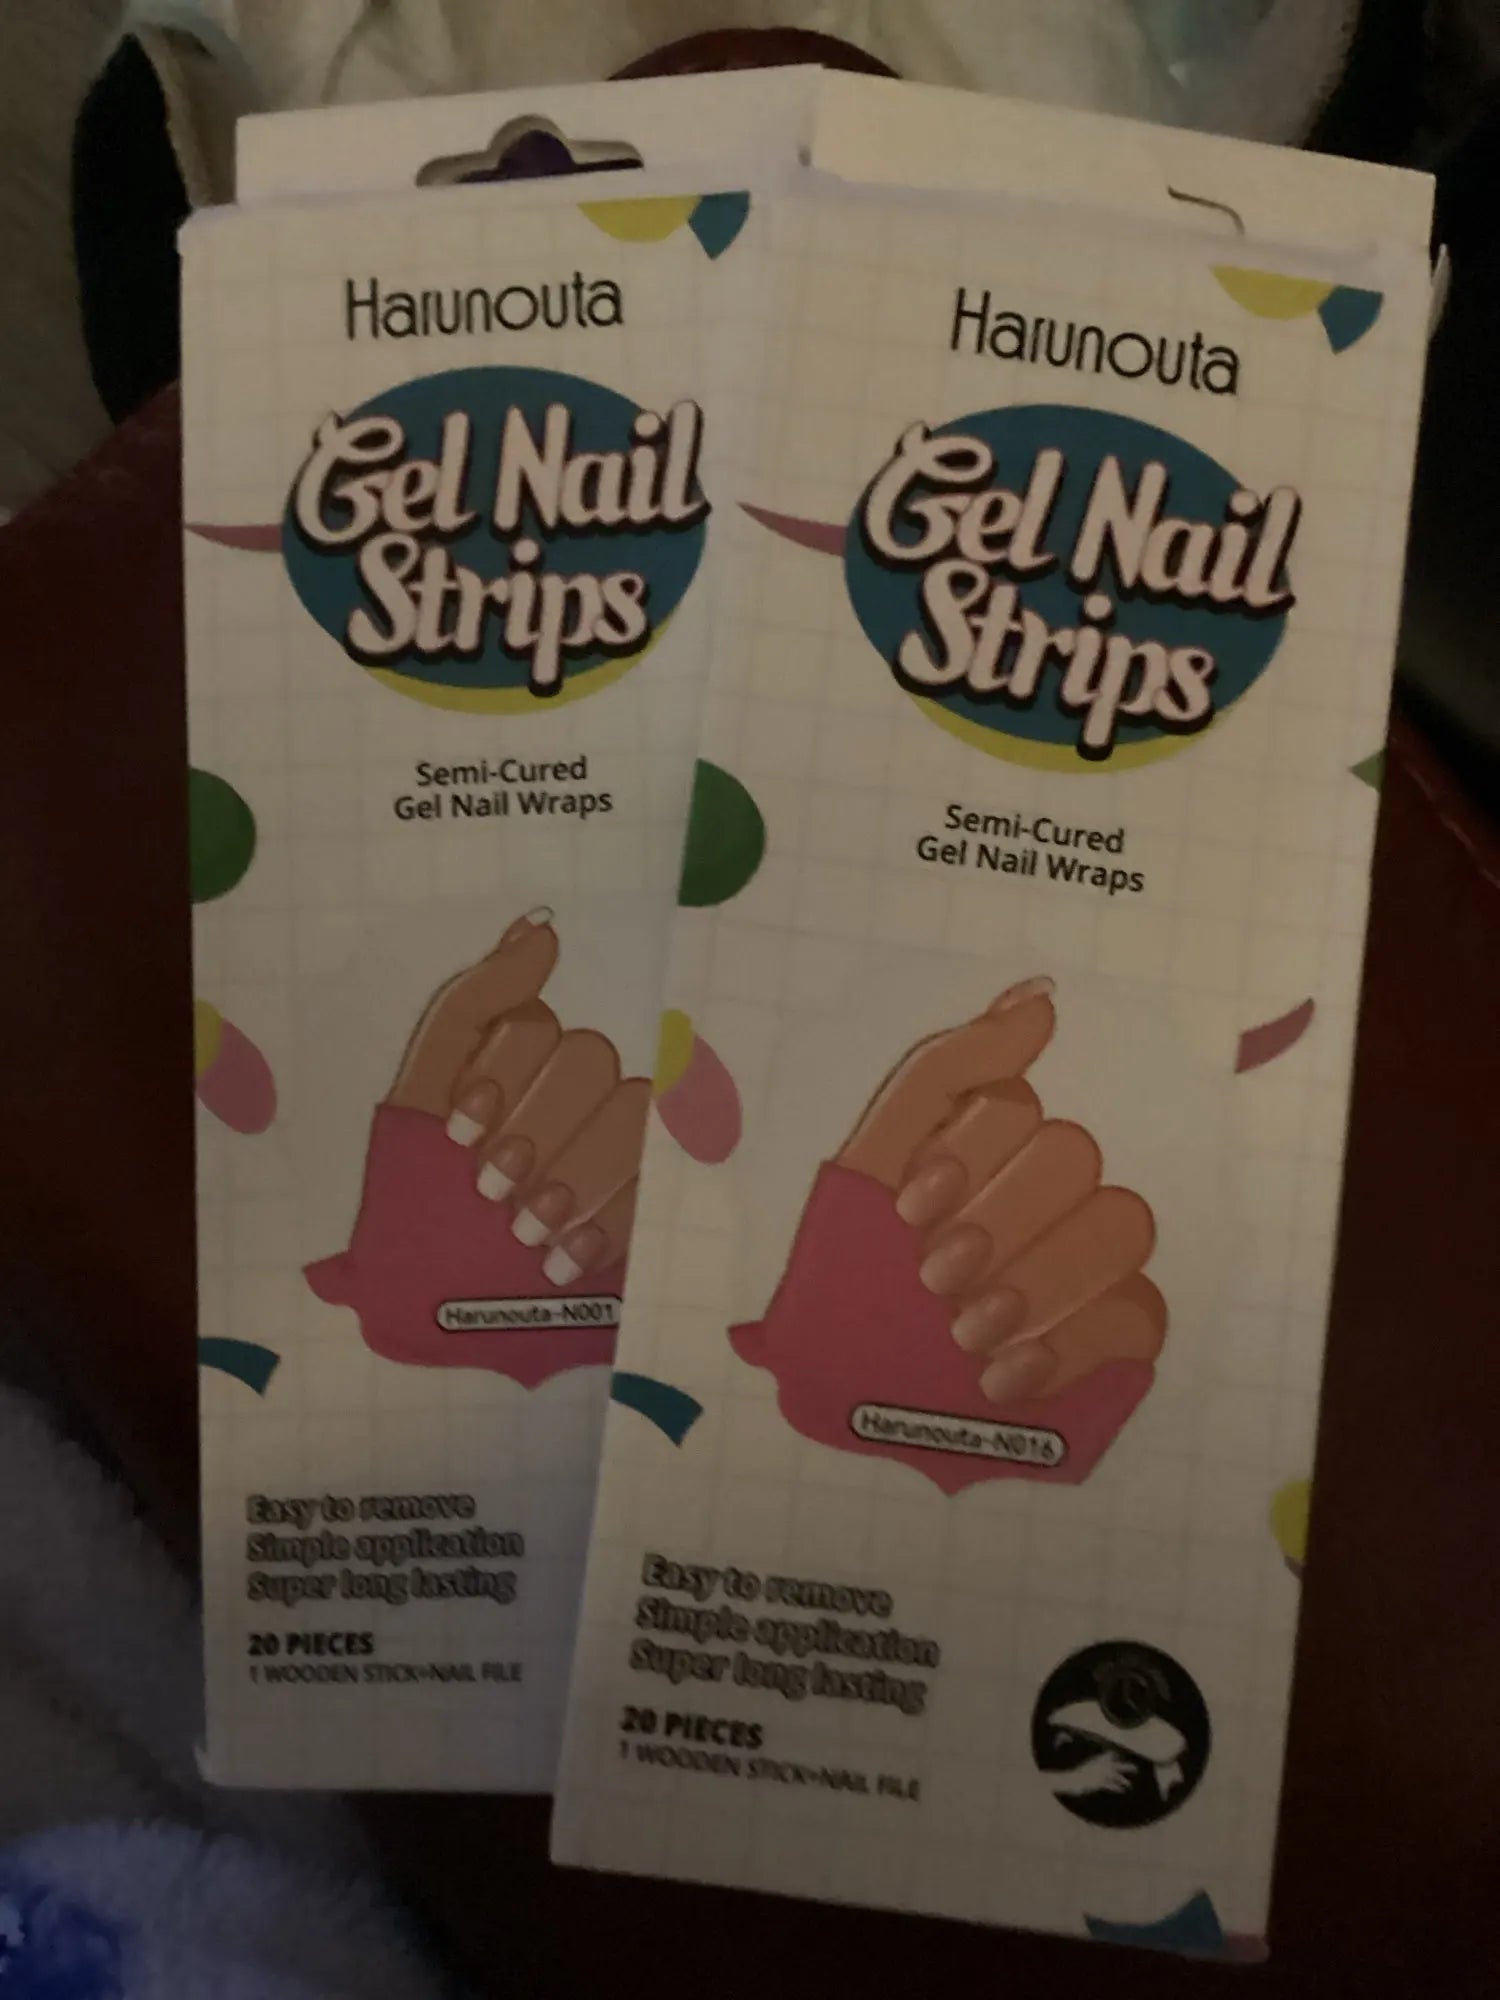 Harunouta
Gel Nail
Strips
Semi-Cured
Gel Nail Wraps
Harunouta-N001
Easy to remove
Simple application
Super long lasting
20 PIECES
1 WOODEN STICK+NAIL FILE
Harunouta
Gel Nail
Strips
Semi-Cured
Gel Nail Wraps
Harunouta-N016
Easy to remove
Simple application
Super long lasting
20 PIECES
1 WOODEN STICK+NAIL FILE